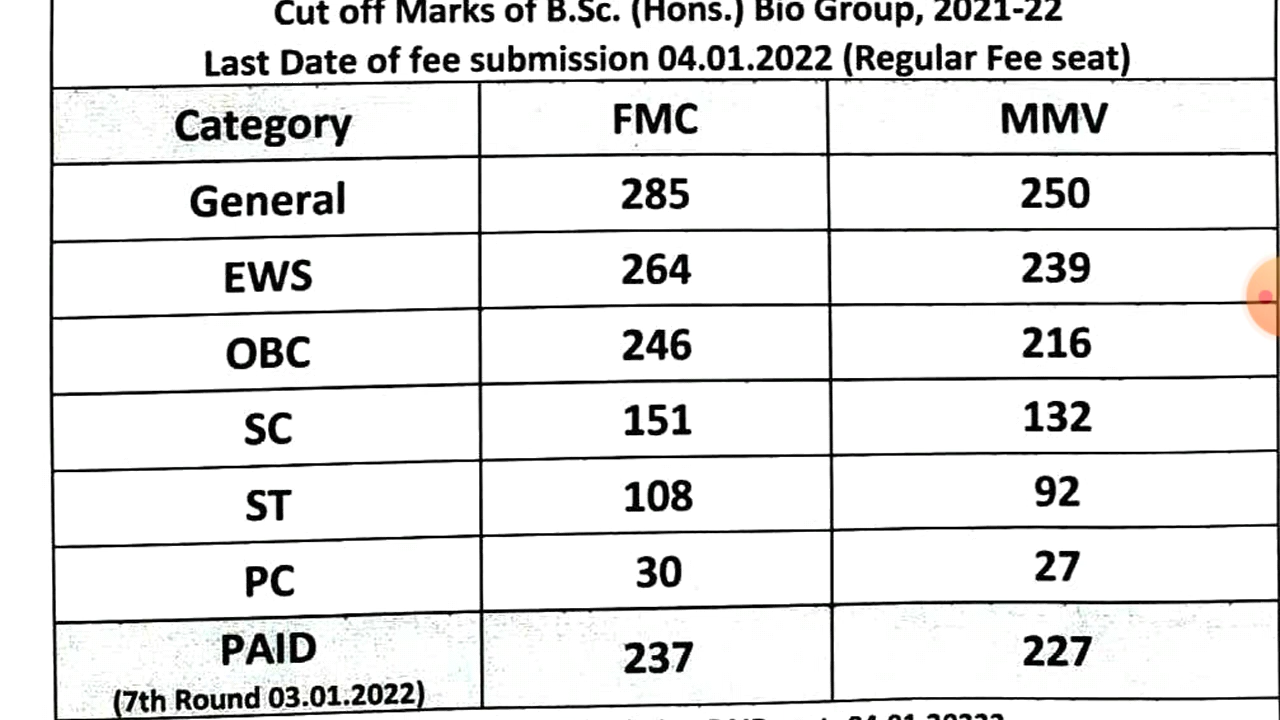 Cut off Marks of B.Sc. (Hons.) Bio Group, 2021-22
Last Date of fee submission 04.01.2022 (Regular Fee seat)
Category FMC MMV
General 285 250
EWS 264 239
OBC 246 216
SC 151 132
ST 108 92
PC 30 27
PAID 237 227
(7th Round 03.01.2022)